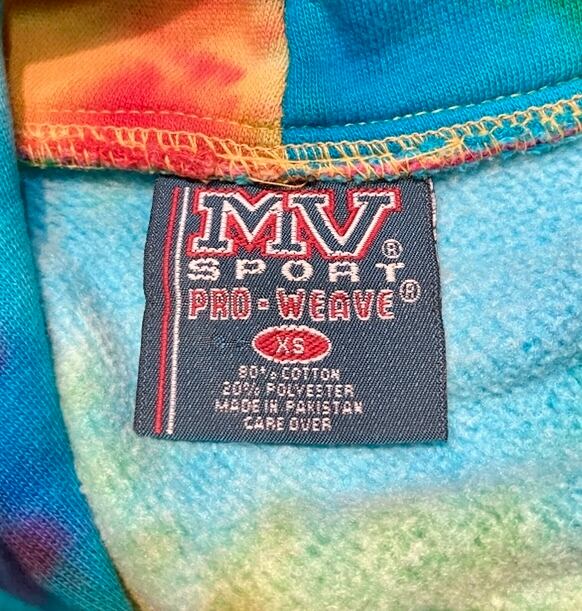 MV®
SPORT
PRO-WEAVE®
XS
80% COTTON
20% POLYESTER
MADE IN PAKISTAN
CARE OVER